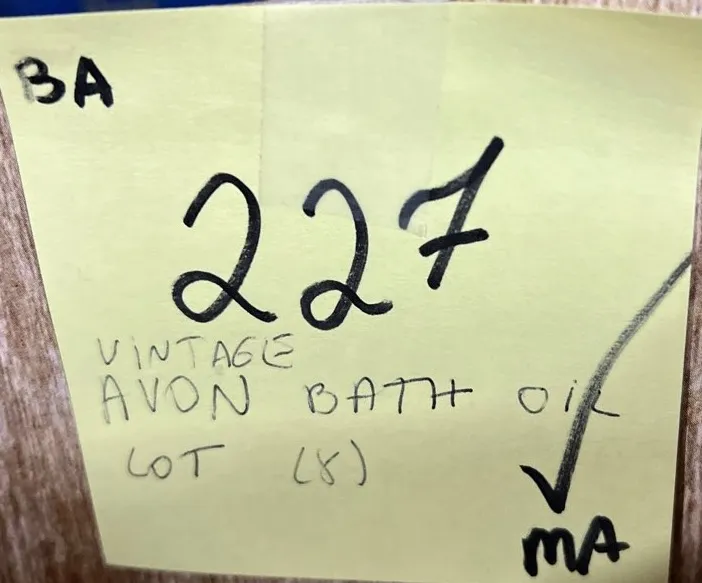 BA
227
VINTAGE
AVON BATH OIL
LOT (8)
MA